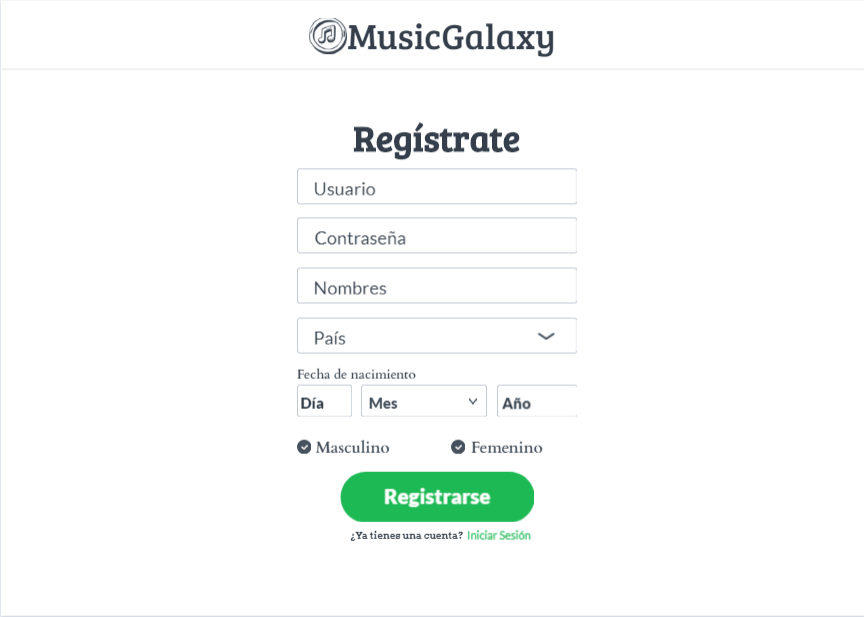 MusicGalaxy
Regístrate
Usuario
Contraseña
Nombres
País
Fecha de nacimiento
Día Mes Año
Masculino Femenino
Registrarse
¿Ya tienes una cuenta? Iniciar Sesión